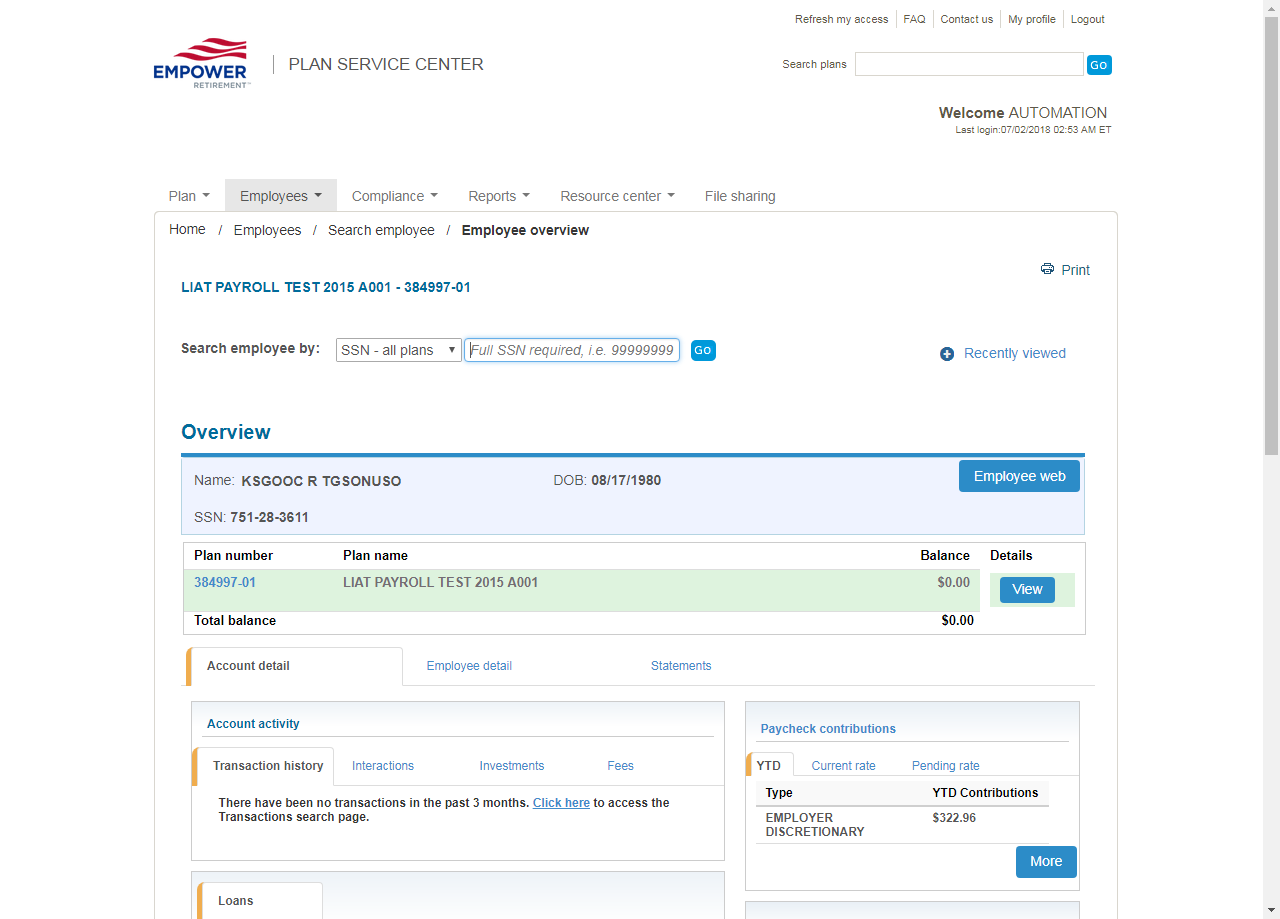 Refresh my access FAQ Contact us My profile Logout
EMPOWER
RETIREMENT™
PLAN SERVICE CENTER
Search plans GO
Welcome AUTOMATION
Last login:07/02/2018 02:53 AM ET
Plan Employees Compliance Reports Resource center File sharing
Home / Employees / Search employee / Employee overview
Print
LIAT PAYROLL TEST 2015 A001 - 384997-01
Search employee by: SSN - all plans Full SSN required, i.e. 99999999 GO
Recently viewed
Overview
Name: KSGOOC R TGSONUSO DOB: 08/17/1980 Employee web
SSN: 751-28-3611
Plan number Plan name Balance Details
384997-01 LIAT PAYROLL TEST 2015 A001 $0.00 View
Total balance $0.00
Account detail Employee detail Statements
Account activity
Transaction history Interactions Investments Fees
There have been no transactions in the past 3 months. Click here to access the
Transactions search page.
Paycheck contributions
YTD Current rate Pending rate
Type YTD Contributions
EMPLOYER $322.96
DISCRETIONARY
More
Loans